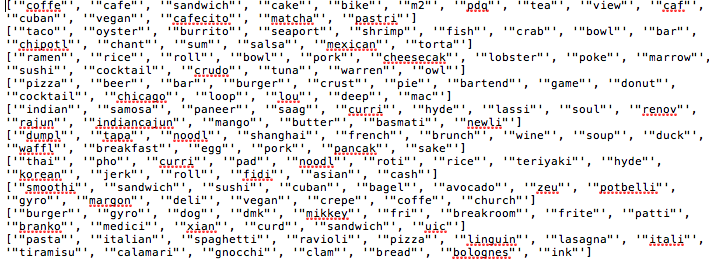 ['"coffe"', '"cafe"', '"sandwich"', '"cake"', '"bike"', '"m2"', '"pdq"', '"tea"', '"view"', '"caf"',
'"cuban"', '"vegan"', '"cafecito"', '"matcha"', '"pastri"']
['"taco"', '"oyster"', '"burrito"', '"seaport"', '"shrimp"', '"fish"', '"crab"', '"bowl"', '"bar"',
'"chipotl"', '"chant"', '"sum"', '"salsa"', '"mexican"', '"torta"']
['"ramen"', '"rice"', '"roll"', '"bowl"', '"pork"', '"cheesecak"', '"lobster"', '"poke"', '"marrow"',
'"sushi"', '"cocktail"', '"crudo"', '"tuna"', '"warren"', '"owl"']
['"pizza"', '"beer"', '"bar"', '"burger"', '"crust"', '"pie"', '"bartend"', '"game"', '"donut"',
'"cocktail"', '"chicago"', '"loop"', '"lou"', '"deep"', '"mac"']
['"indian"', '"samosa"', '"paneer"', '"saag"', '"curri"', '"hyde"', '"lassi"', '"soul"', '"renov"',
'"rajun"', '"indiancajun"', '"mango"', '"butter"', '"basmati"', '"newli"']
['"dumpl"', '"tapa"', '"noodl"', '"shanghai"', '"french"', '"brunch"', '"wine"', '"soup"', '"duck"',
'"waffl"', '"breakfast"', '"egg"', '"pork"', '"pancak"', '"sake"']
['"thai"', '"pho"', '"curri"', '"pad"', '"noodl"', '"roti"', '"rice"', '"teriyaki"', '"hyde"',
'"korean"', '"jerk"', '"roll"', '"fidi"', '"asian"', '"cash"']
['"smoothi"', '"sandwich"', '"sushi"', '"cuban"', '"bagel"', '"avocado"', '"zeu"', '"potbelli"',
'"gyro"', '"margon"', '"deli"', '"vegan"', '"crepe"', '"coffe"', '"church"']
['"burger"', '"gyro"', '"dog"', '"dmk"', '"mikkey"', '"fri"', '"breakroom"', '"frite"', '"patti"',
'"branko"', '"medici"', '"xian"', '"curd"', '"sandwich"', '"uic"']
['"pasta"', '"italian"', '"spaghetti"', '"ravioli"', '"pizza"', '"linguin"', '"lasagna"', '"itali"',
'"tiramisu"', '"calamari"', '"gnocchi"', '"clam"', '"bread"', '"bolognes"', '"ink"']